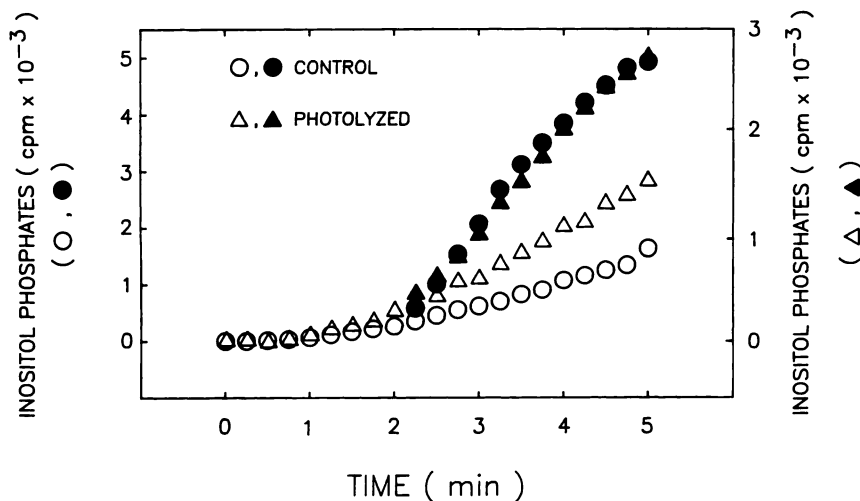 INOSITOL PHOSPHATES ( cpm x 10⁻³ )
( ○ , ● )
5
4
3
2
1
0
○ , ● CONTROL
△ , ▲ PHOTOLYZED
3
2
1
0
INOSITOL PHOSPHATES ( cpm x 10⁻³ )
( △ , ▲ )
0 1 2 3 4 5
TIME ( min )